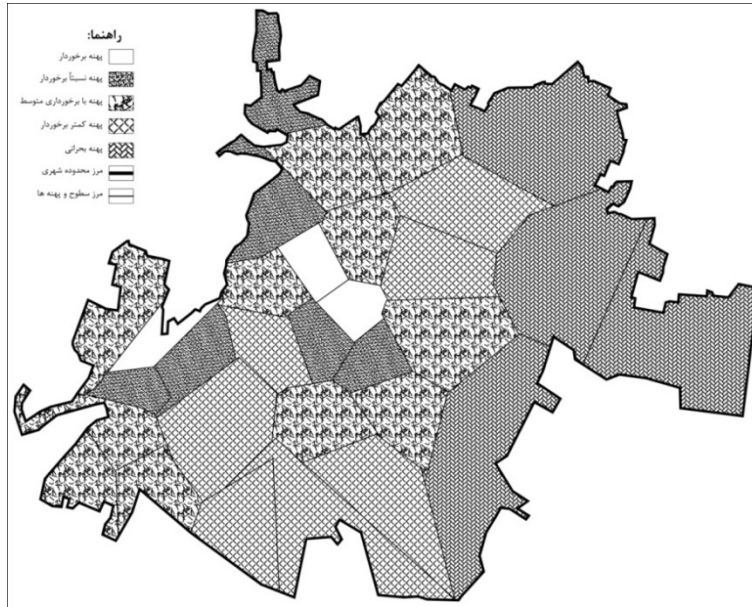 راهنما:
پهنه برخوردار
پهنه نسبتاً برخوردار
پهنه با برخورداری متوسط
پهنه کمتر برخوردار
پهنه بحرانی
مرز محدوده شهری
مرز سطوح و پهنه ها